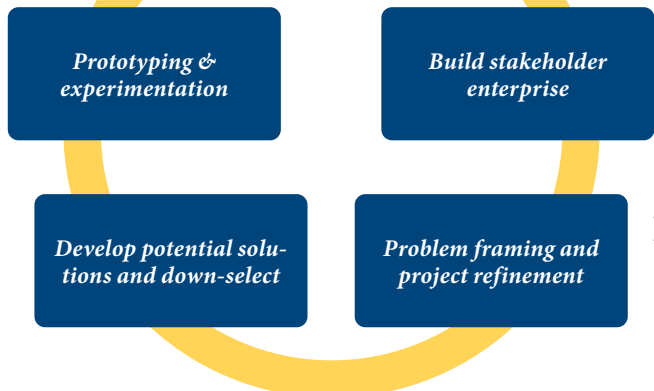 Prototyping &
experimentation
Build stakeholder
enterprise
Develop potential solu-
tions and down-select
Problem framing and
project refinement